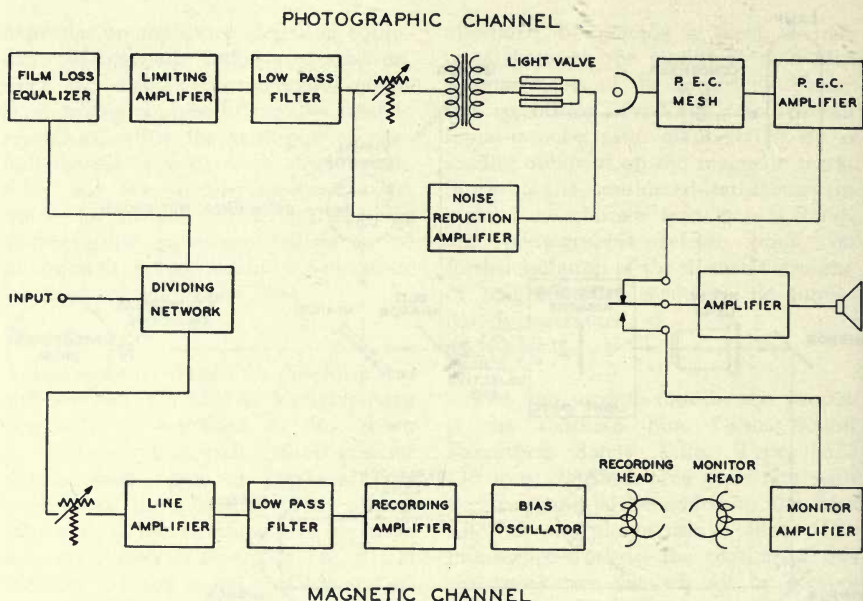 PHOTOGRAPHIC CHANNEL
FILM LOSS
EQUALIZER
LIMITING
AMPLIFIER
LOW PASS
FILTER
LIGHT VALVE
P. E.C.
MESH
P. E.C.
AMPLIFIER
NOISE
REDUCTION
AMPLIFIER
INPUT
DIVIDING
NETWORK
AMPLIFIER
LINE
AMPLIFIER
LOW PASS
FILTER
RECORDING
AMPLIFIER
BIAS
OSCILLATOR
RECORDING
HEAD
MONITOR
HEAD
MONITOR
AMPLIFIER
MAGNETIC CHANNEL